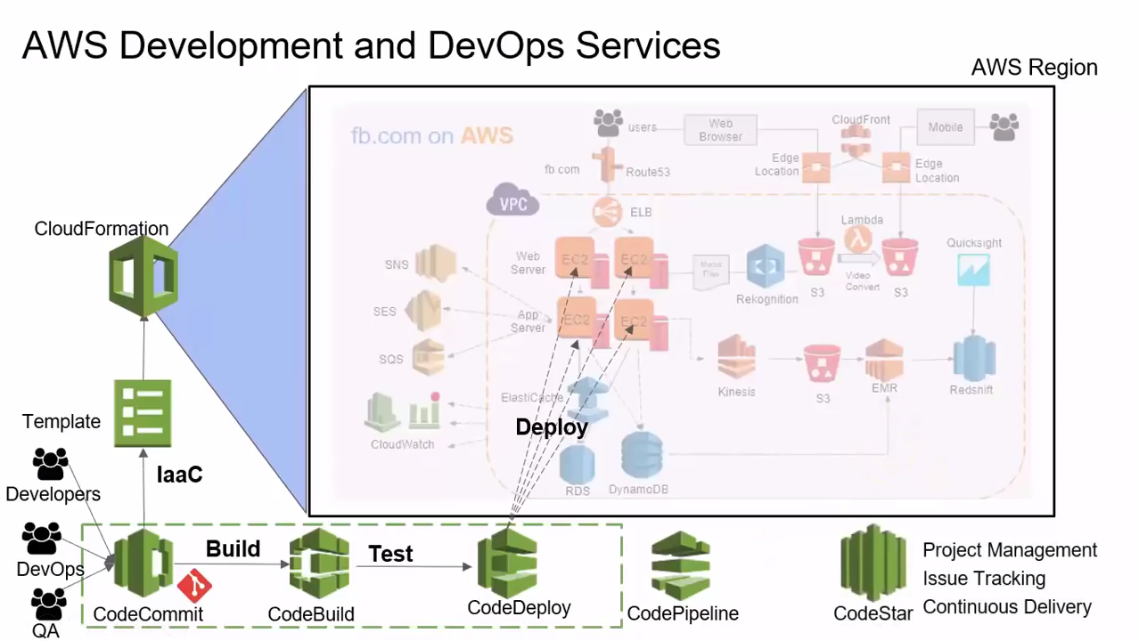 AWS Development and DevOps Services
AWS Region
fb.com on AWS
users
Web
Browser
CloudFront
Mobile
fb.com
Route53
Edge
Location
Edge
Location
VPC
ELB
CloudFormation
Lambda
Quicksight
SNS
Web
Server
EC2
EC2
Rekognition
S3
Video
Convert
S3
SES
App
Server
EC2
EC2
SQS
Kinesis
S3
EMR
Redshift
ElastiCache
CloudWatch
Deploy
Template
IaaC
RDS
DynamoDB
Developers
DevOps
QA
Build
Test
CodeCommit
CodeBuild
CodeDeploy
CodePipeline
CodeStar
Project Management
Issue Tracking
Continuous Delivery